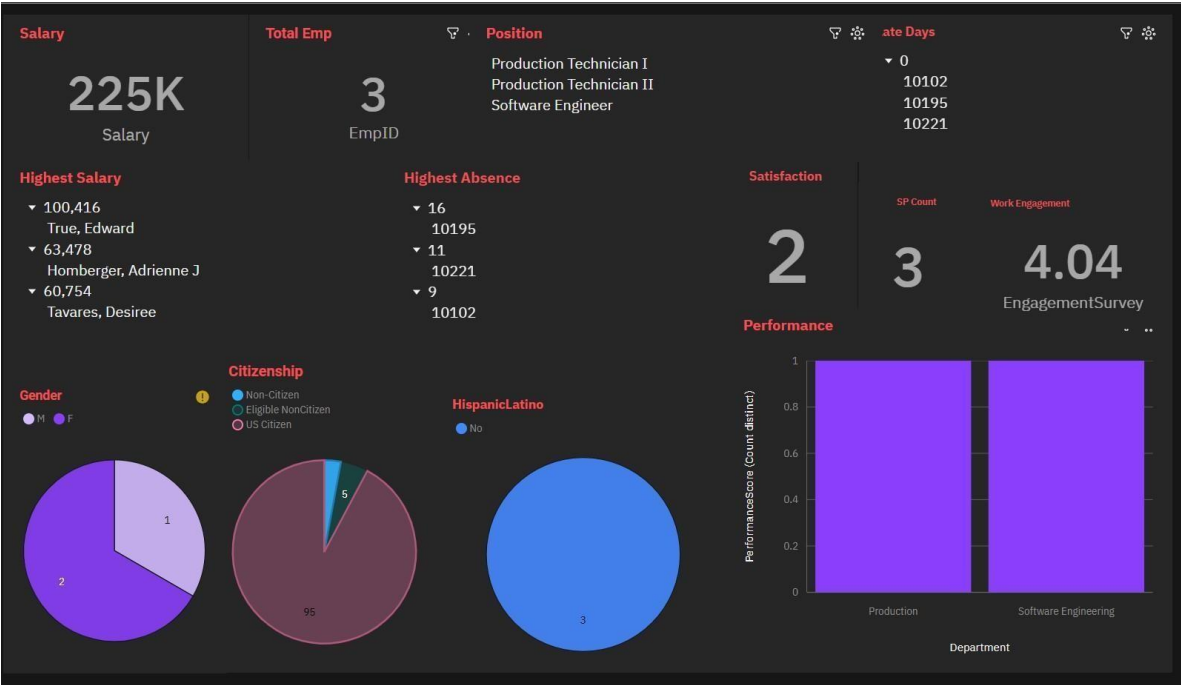 Salary
225K
Salary
Total Emp
3
EmpID
Position
Production Technician I
Production Technician II
Software Engineer
ate Days
0
10102
10195
10221
Highest Salary
100,416
True, Edward
63,478
Homberger, Adrienne J
60,754
Tavares, Desiree
Highest Absence
16
10195
11
10221
9
10102
Satisfaction
2
SP Count
3
Work Engagement
4.04
EngagementSurvey
Gender
M F
1
2
Citizenship
Non-Citizen
Eligible NonCitizen
US Citizen
5
95
HispanicLatino
No
3
Performance
PerformanceScore (Count distinct)
1
0.8
0.6
0.4
0.2
0
Production Software Engineering
Department